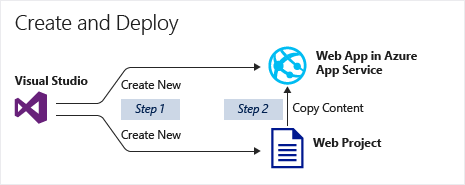 Create and Deploy
Visual Studio
Create New
Web App in Azure
App Service
Step 1
Step 2
Copy Content
Create New
Web Project